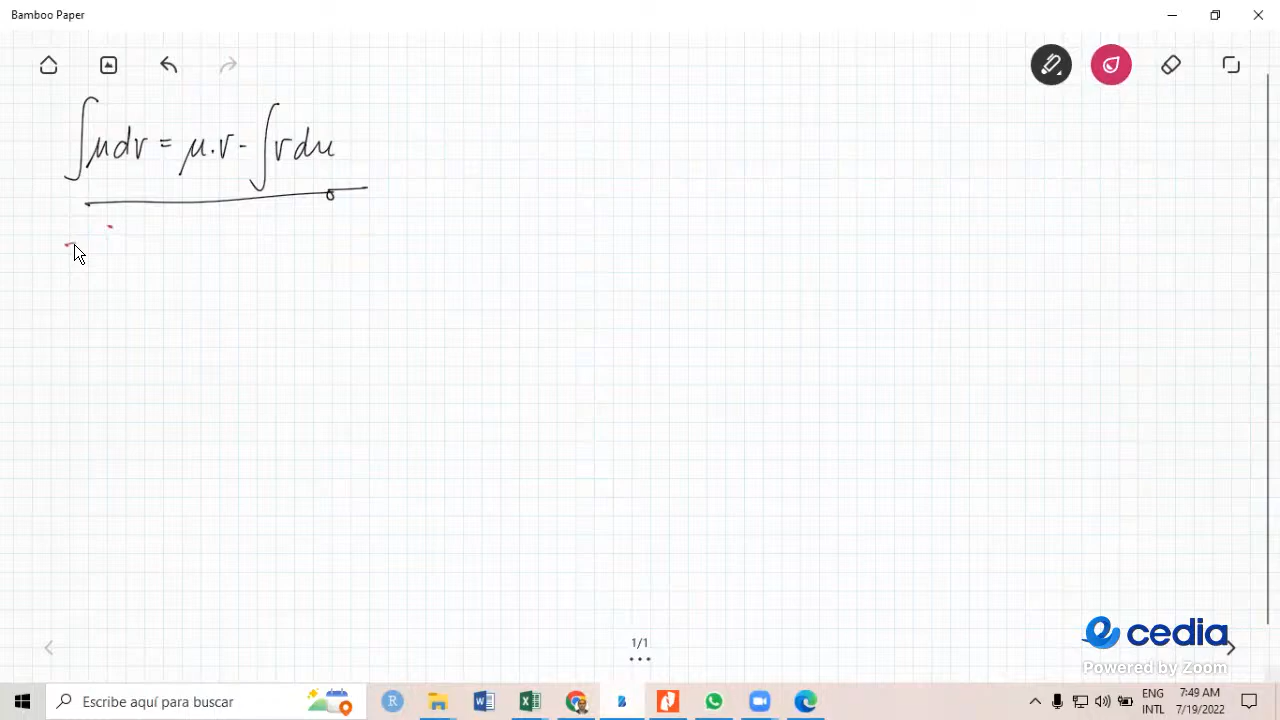 Bamboo Paper
∫μdv = μ.v - ∫vdu
1/1
cedia
Powered by Zoom
Escribe aquí para buscar
ENG
INTL
7:49 AM
7/19/2022